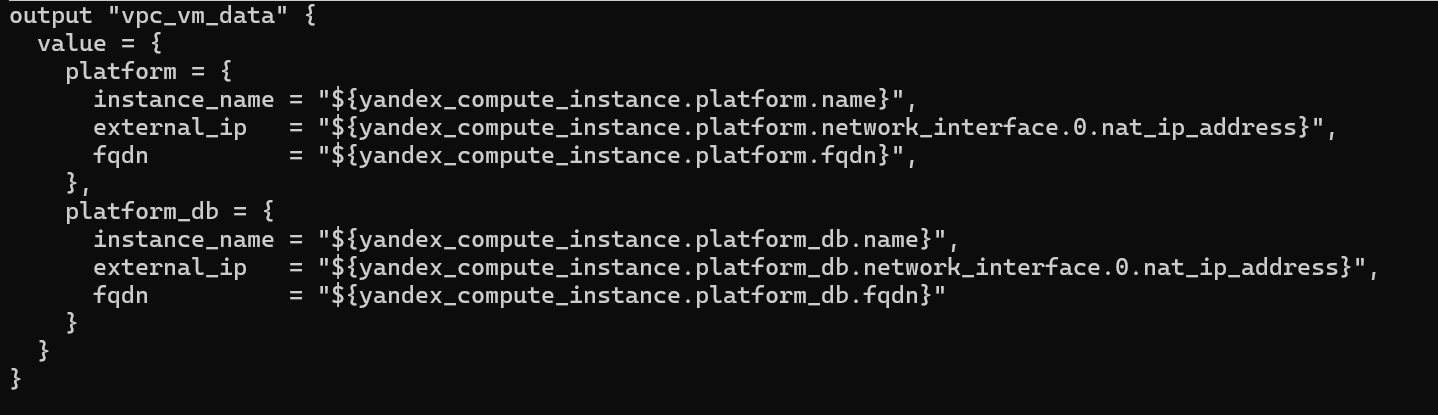 output "vpc_vm_data" {
  value = {
    platform = {
      instance_name = "${yandex_compute_instance.platform.name}",
      external_ip   = "${yandex_compute_instance.platform.network_interface.0.nat_ip_address}",
      fqdn          = "${yandex_compute_instance.platform.fqdn}",
    },
    platform_db = {
      instance_name = "${yandex_compute_instance.platform_db.name}",
      external_ip   = "${yandex_compute_instance.platform_db.network_interface.0.nat_ip_address}",
      fqdn          = "${yandex_compute_instance.platform_db.fqdn}"
    }
  }
}